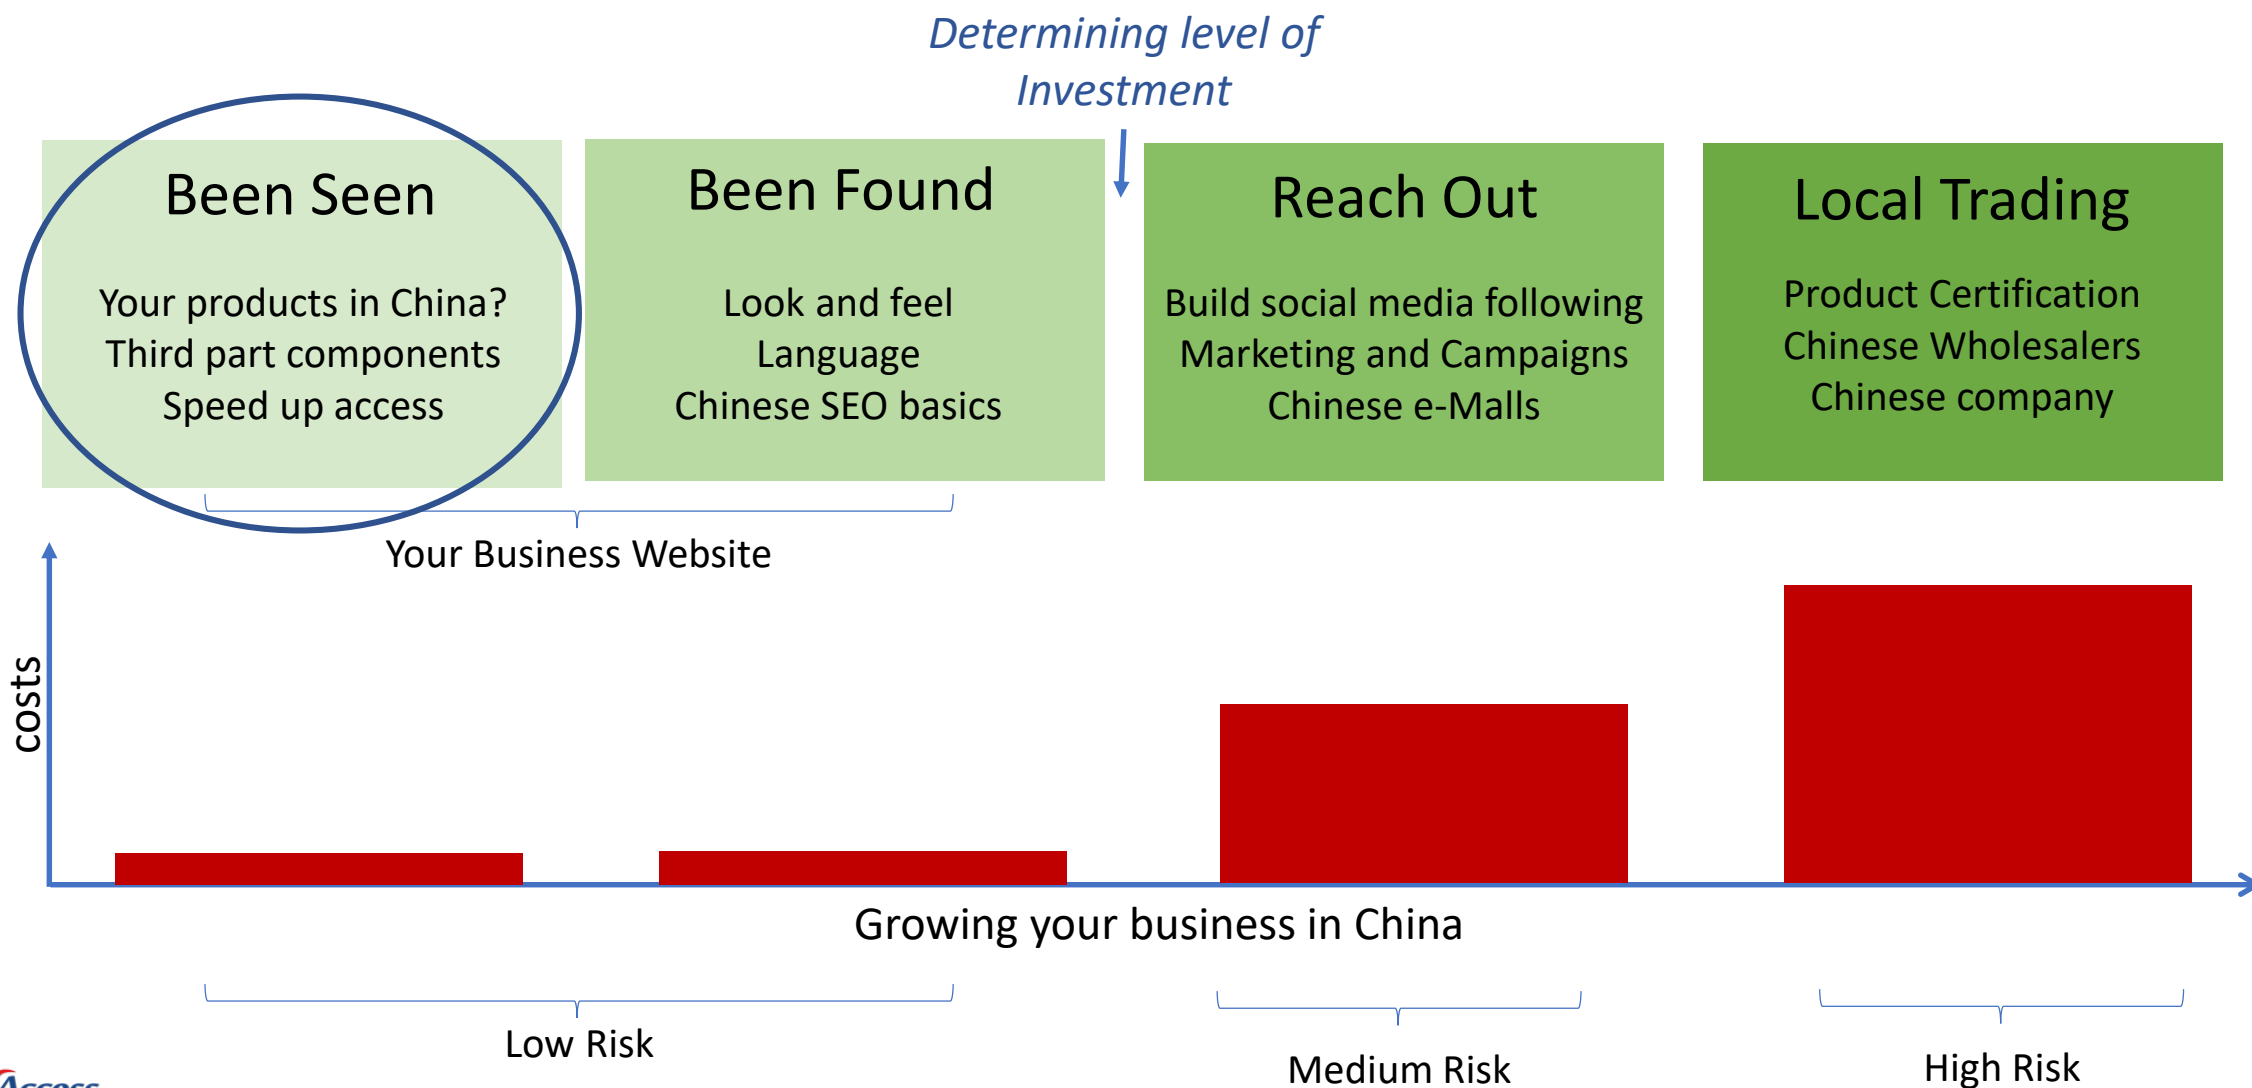 Determining level of
Investment
Been Seen
Your products in China?
Third part components
Speed up access
Been Found
Look and feel
Language
Chinese SEO basics
Reach Out
Build social media following
Marketing and Campaigns
Chinese e-Malls
Local Trading
Product Certification
Chinese Wholesalers
Chinese company
Your Business Website
costs
Growing your business in China
Low Risk
Medium Risk
High Risk
Access